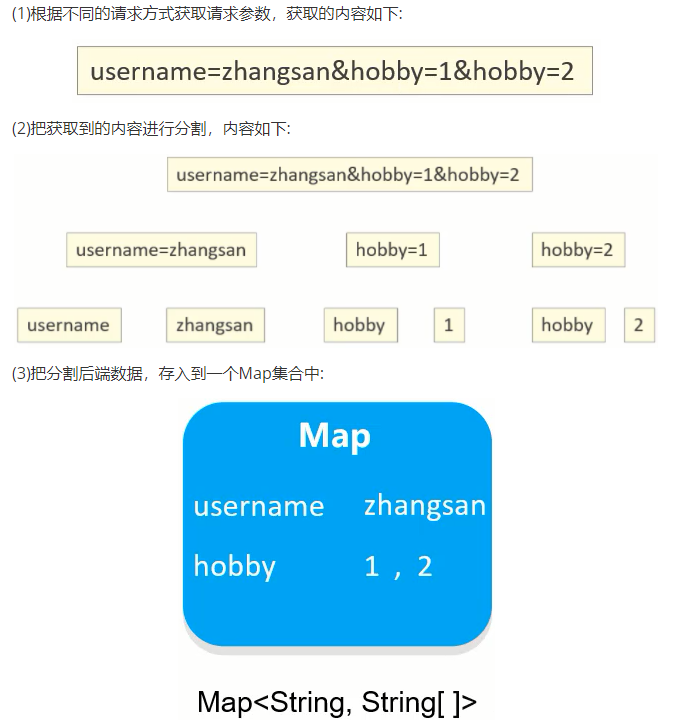 (1)根据不同的请求方式获取请求参数，获取的内容如下:
username=zhangsan&hobby=1&hobby=2
(2)把获取到的内容进行分割，内容如下:
username=zhangsan&hobby=1&hobby=2
username=zhangsan hobby=1 hobby=2
username zhangsan hobby 1 hobby 2
(3)把分割后端数据，存入到一个Map集合中:
Map
username zhangsan
hobby 1 , 2
Map<String, String[ ]>